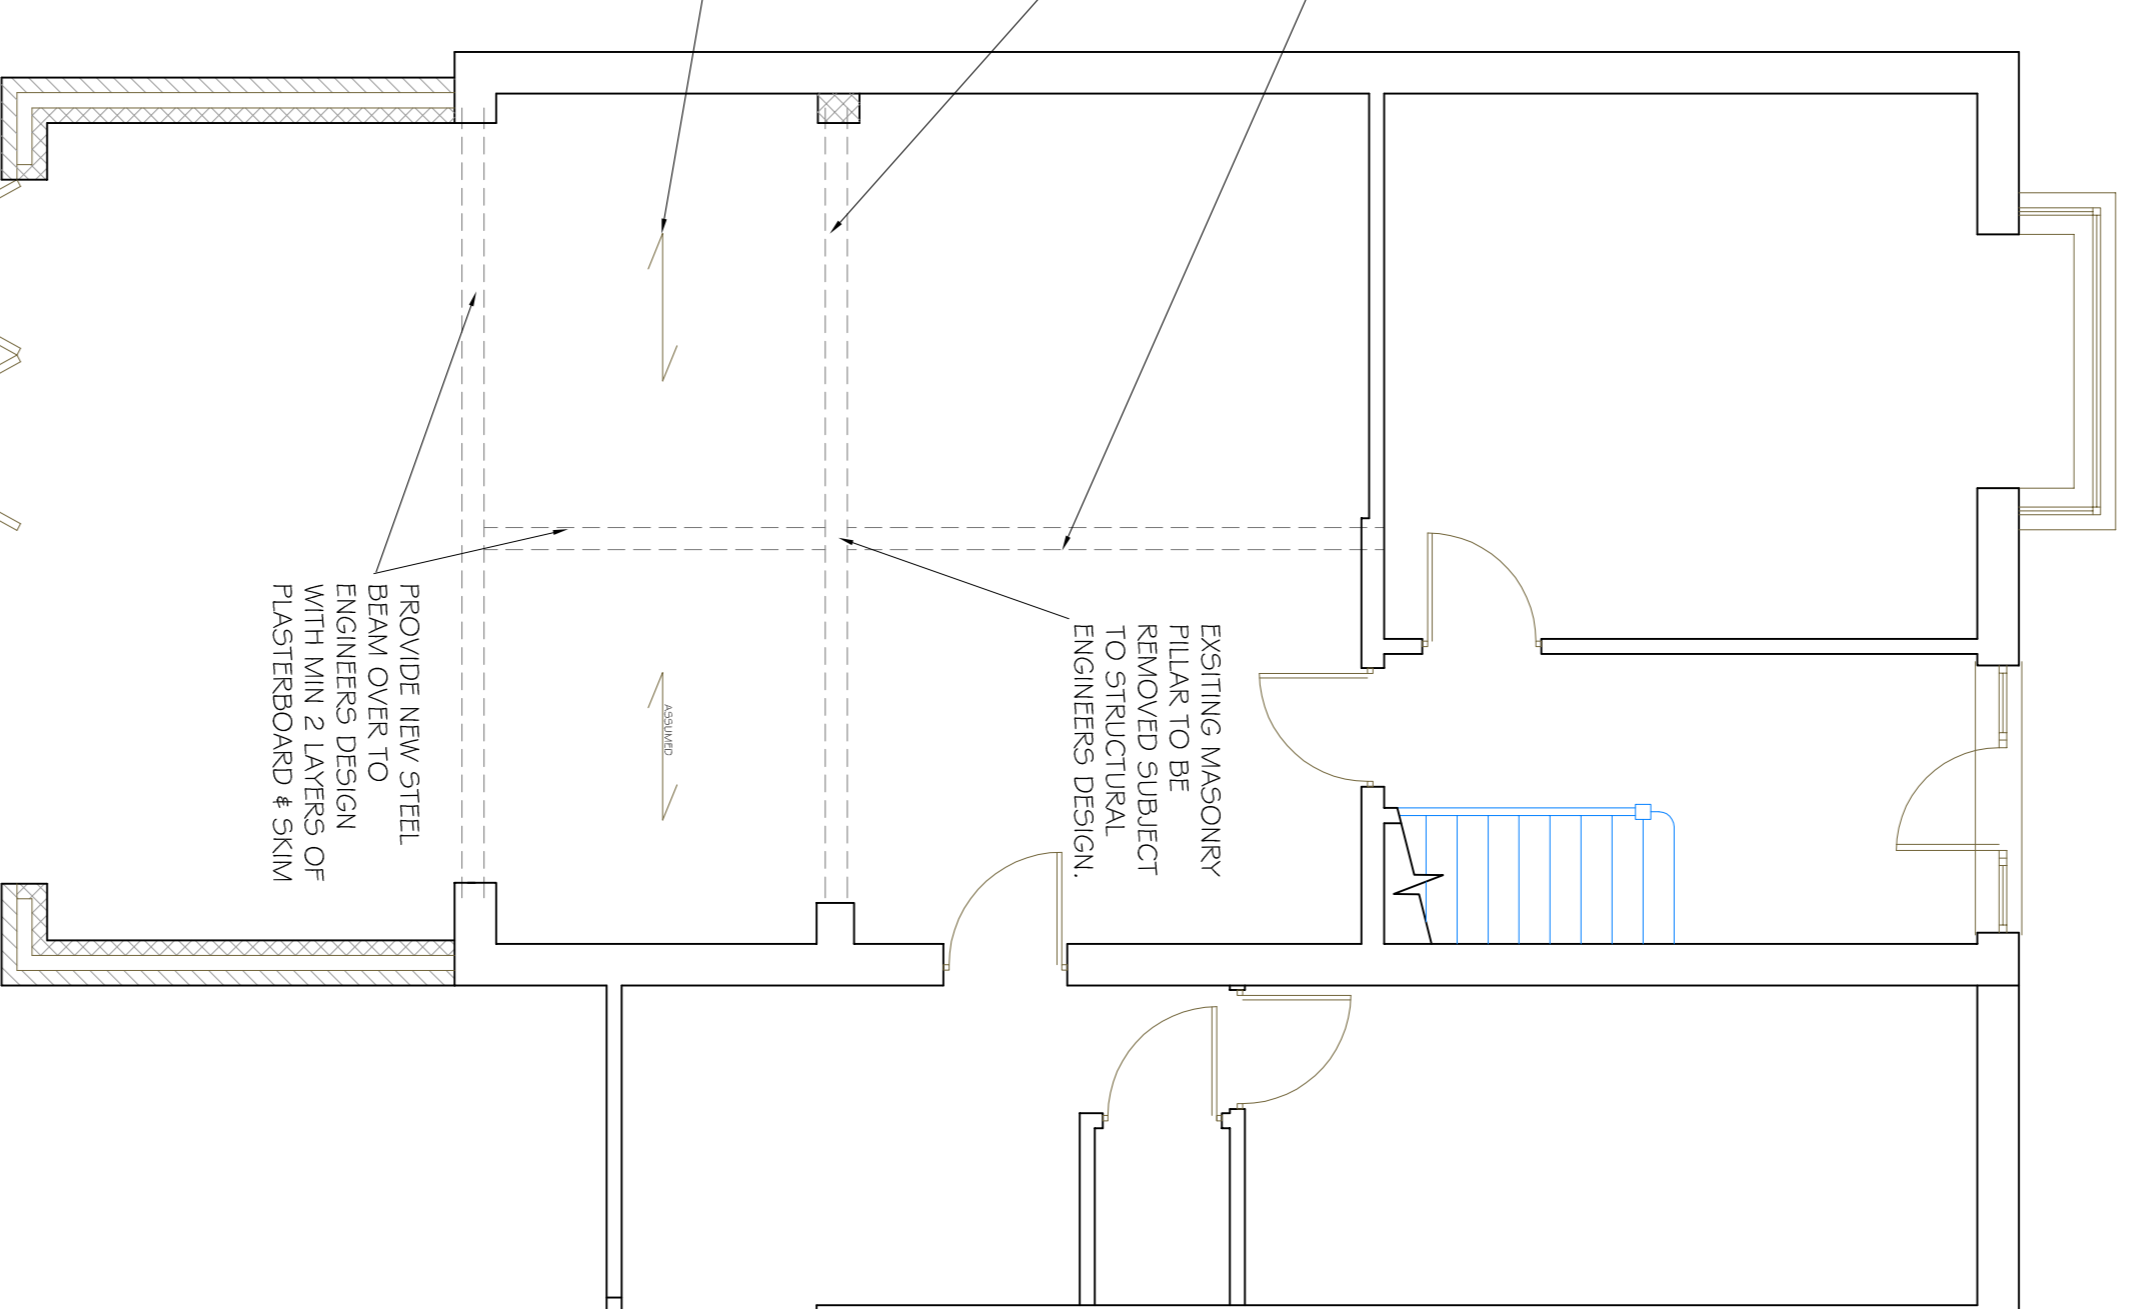 EXSITING MASONRY
PILLAR TO BE
REMOVED SUBJECT
TO STRUCTURAL
ENGINEERS DESIGN.
ASSUMED
PROVIDE NEW STEEL
BEAM OVER TO
ENGINEERS DESIGN
WITH MIN 2 LAYERS OF
PLASTERBOARD & SKIM